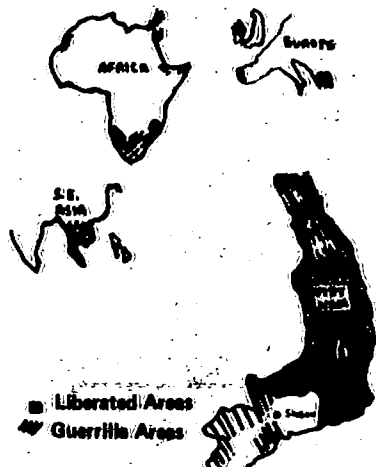 AFRICA
EUROPE
S.E.
ASIA
Liberated Areas
Guerrilla Areas